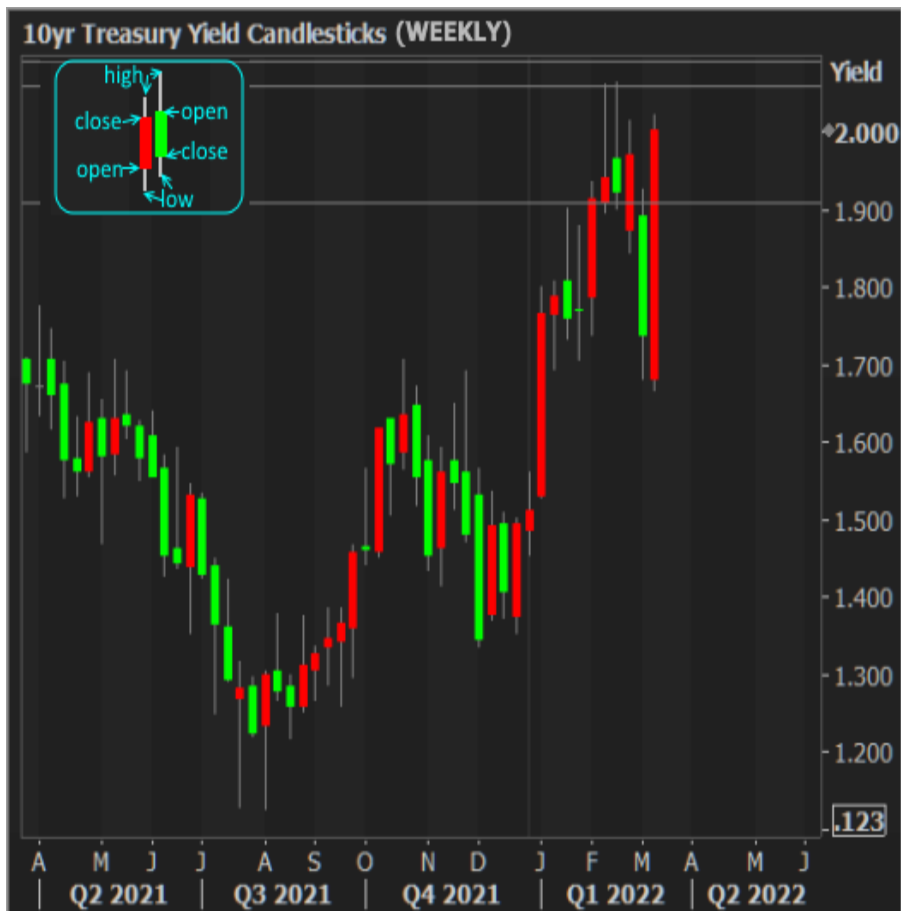 10yr Treasury Yield Candlesticks (WEEKLY)
high
close
open
open
close
low
Yield
2.000
1.900
1.800
1.700
1.600
1.500
1.400
1.300
1.200
.123
A M J J A S O N D J F M A M J
Q2 2021 Q3 2021 Q4 2021 Q1 2022 Q2 2022